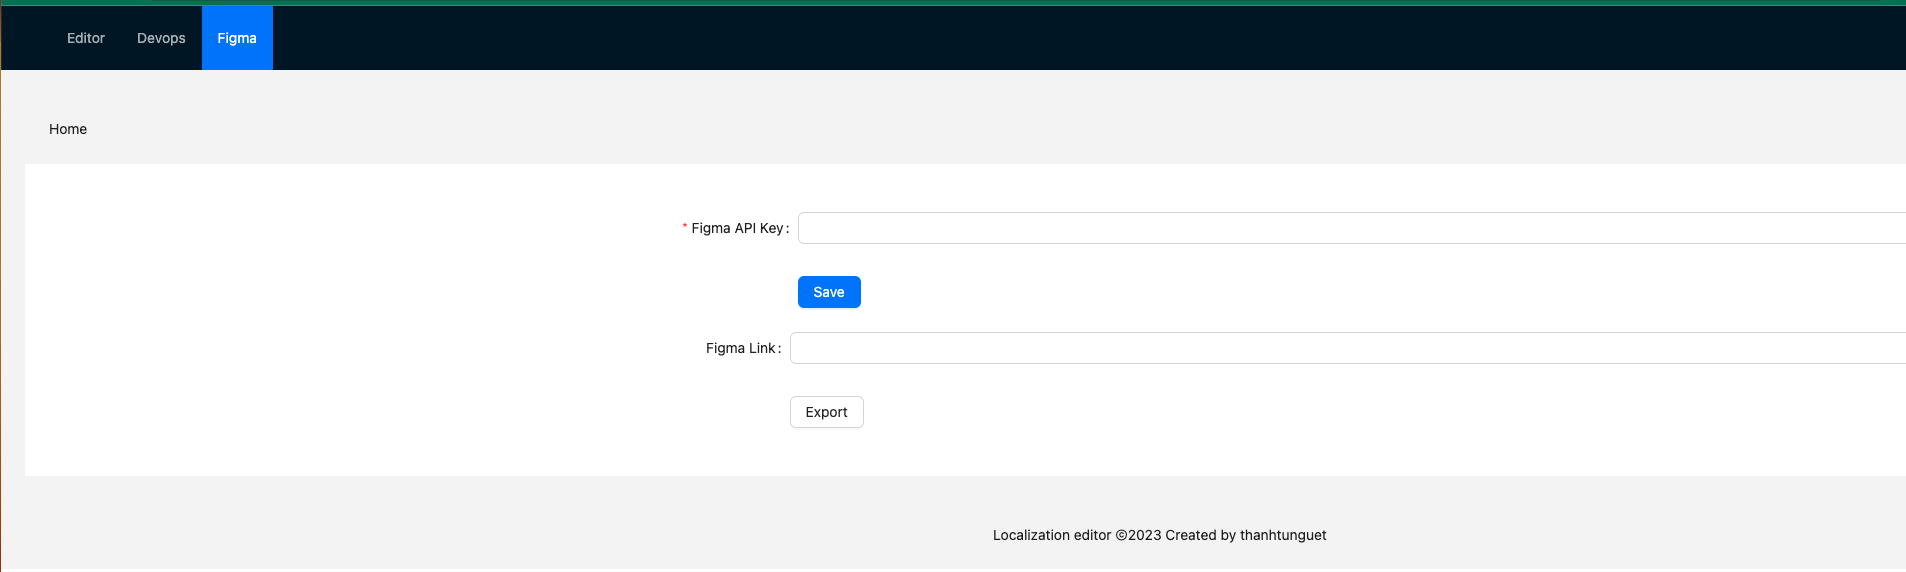 Editor Devops Figma
Home
* Figma API Key:
Save
Figma Link:
Export
Localization editor ©2023 Created by thanhtunguet